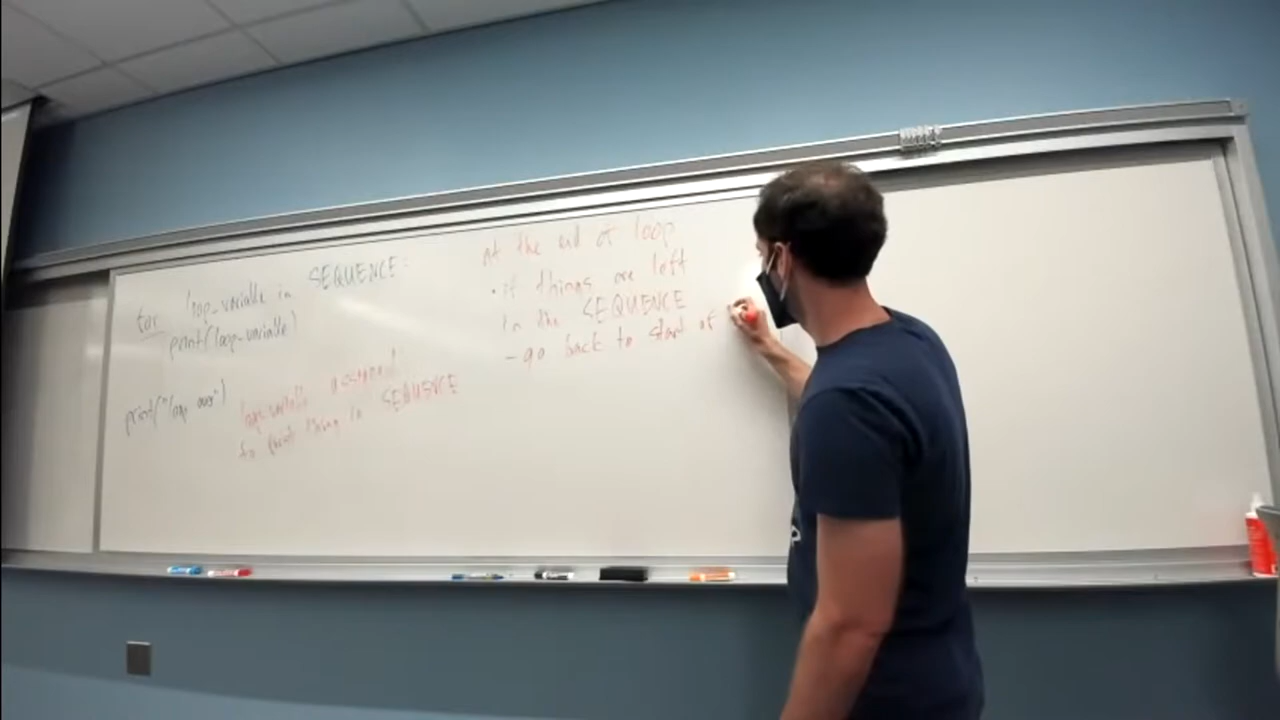 for loop_variable in SEQUENCE:
print(loop_variable)
print("loop over")
loop_variable assigned
to first thing in SEQUENCE
at the end of loop
• if things are left
in the SEQUENCE
- go back to start of